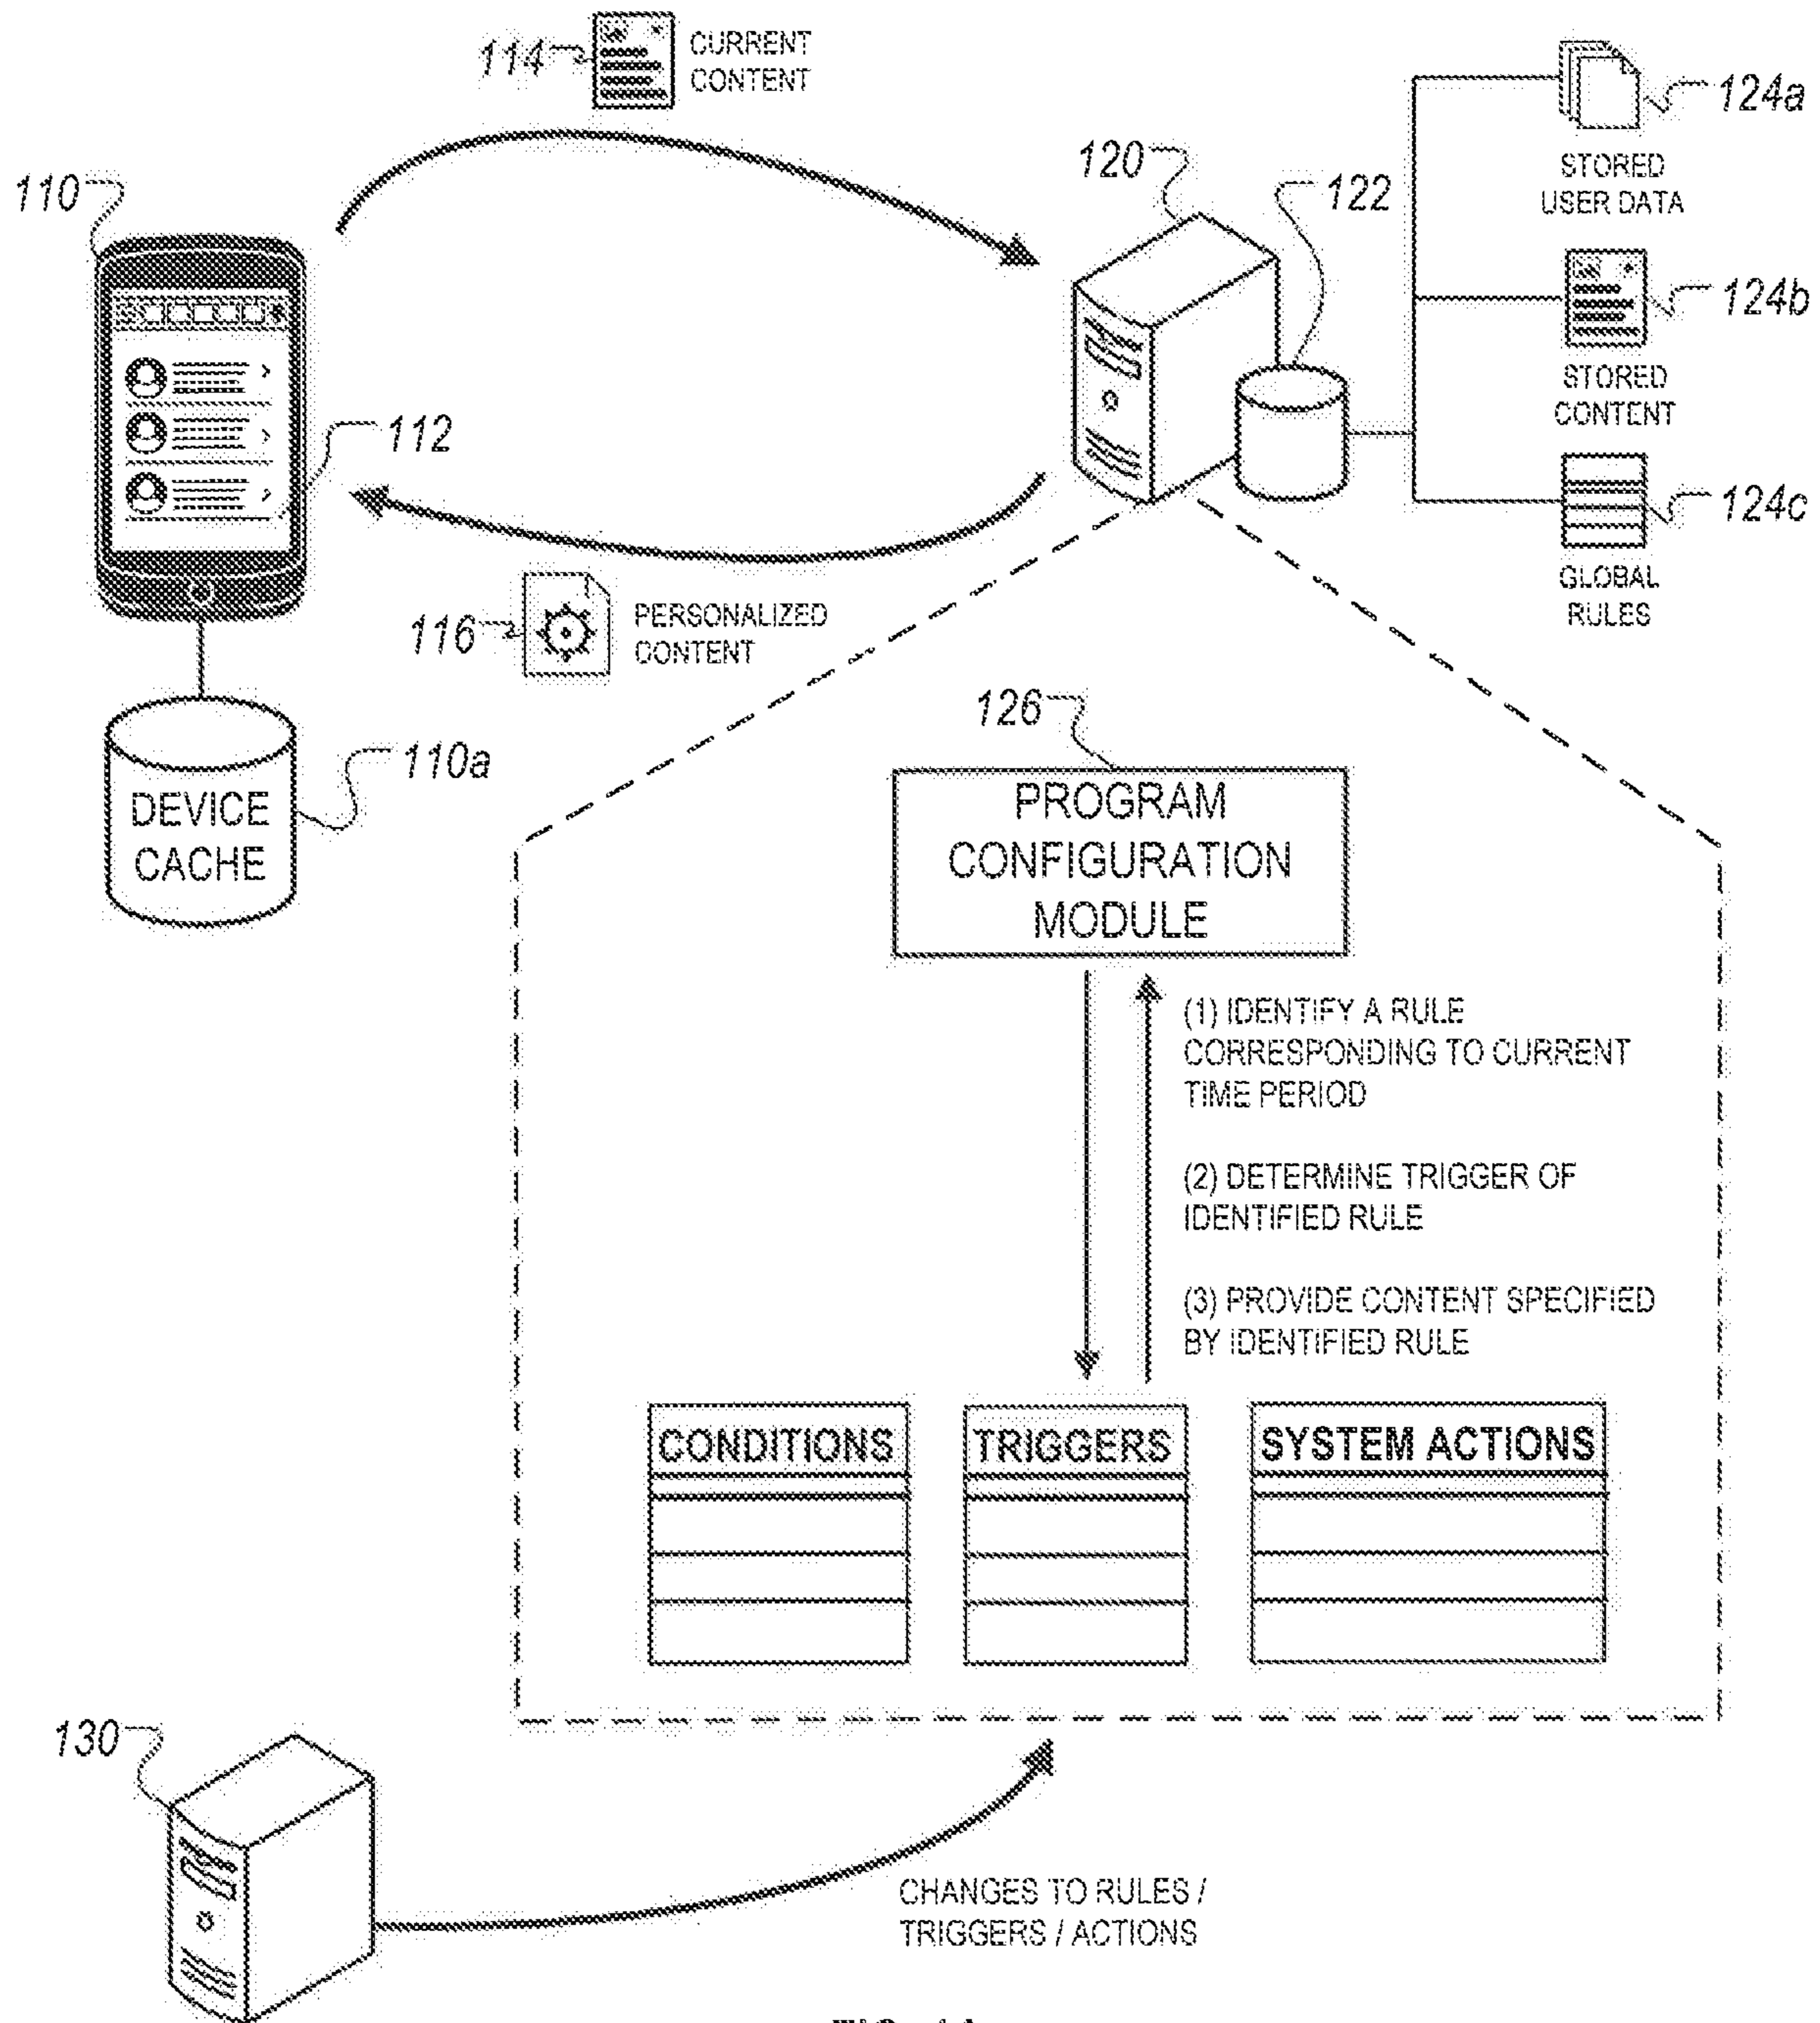 114
CURRENT
CONTENT
110
120
122
124a
STORED
USER DATA
124b
STORED
CONTENT
112
124c
GLOBAL
RULES
116
PERSONALIZED
CONTENT
110a
DEVICE
CACHE
126
PROGRAM
CONFIGURATION
MODULE
(1) IDENTIFY A RULE
CORRESPONDING TO CURRENT
TIME PERIOD
(2) DETERMINE TRIGGER OF
IDENTIFIED RULE
(3) PROVIDE CONTENT SPECIFIED
BY IDENTIFIED RULE
CONDITIONS
TRIGGERS
SYSTEM ACTIONS
130
CHANGES TO RULES /
TRIGGERS / ACTIONS